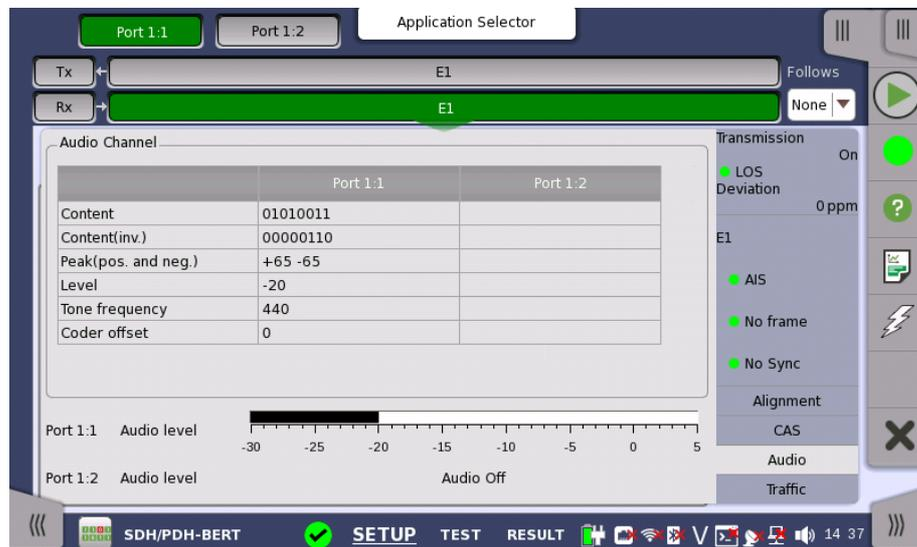 Port 1:1 Port 1:2 Application Selector
Tx E1 Follows
Rx E1 None
Audio Channel
Port 1:1 Port 1:2
Content 01010011
Content(inv.) 00000110
Peak(pos. and neg.) +65 -65
Level -20
Tone frequency 440
Coder offset 0
Port 1:1 Audio level
-30 -25 -20 -15 -10 -5 0 5
Port 1:2 Audio level Audio Off
Transmission
On
LOS
Deviation
0 ppm
E1
AIS
No frame
No Sync
Alignment
CAS
Audio
Traffic
SDH/PDH-BERT SETUP TEST RESULT V 14 37